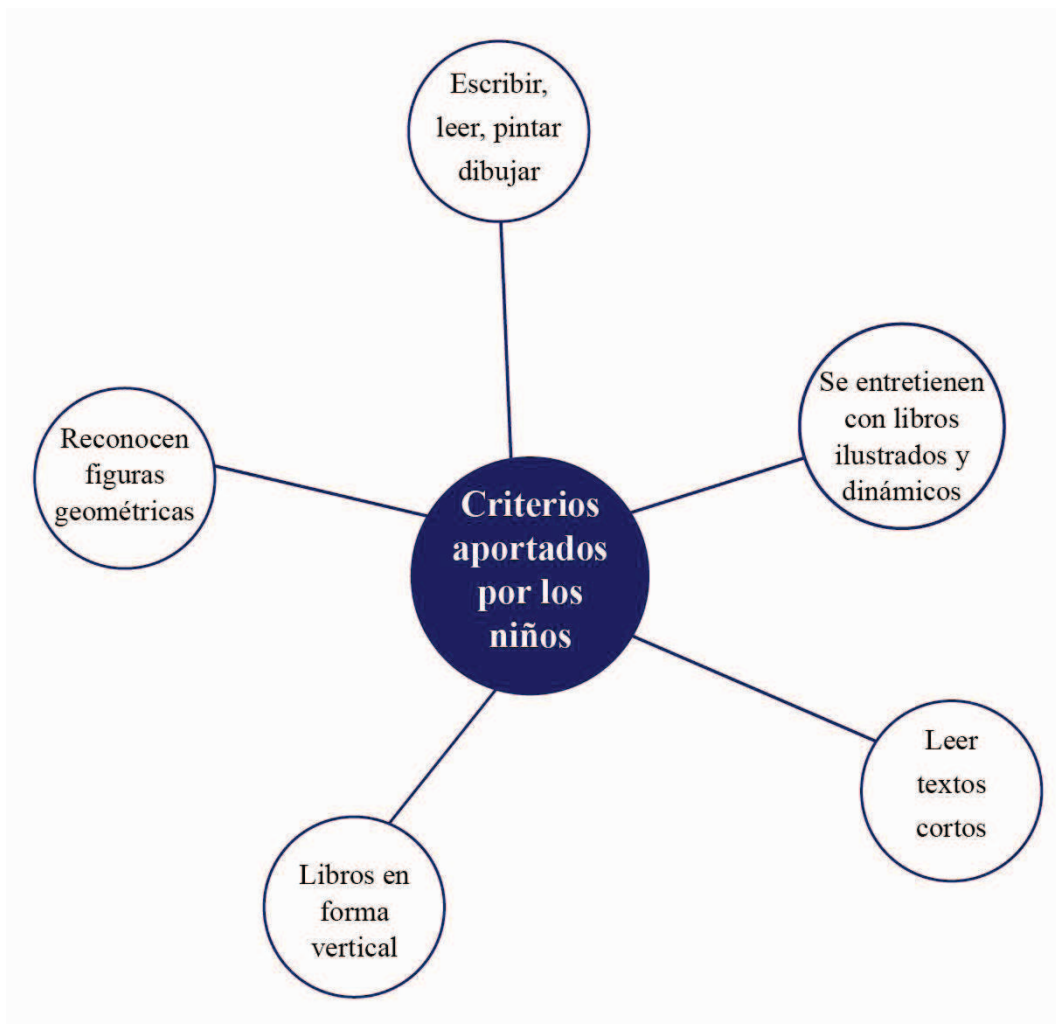 Escribir,
leer, pintar
dibujar
Se entretienen
con libros
ilustrados y
dinámicos
Reconocen
figuras
geométricas
Criterios
aportados
por los
niños
Leer
textos
cortos
Libros en
forma
vertical